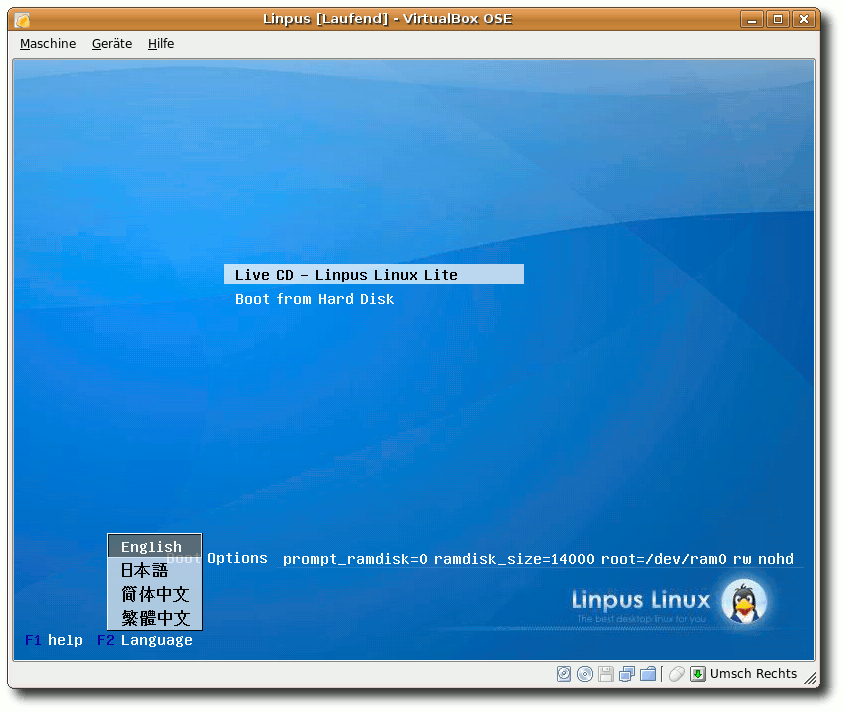 Linpus [Laufend] - VirtualBox OSE
Maschine Geräte Hilfe
Live CD - Linpus Linux Lite
Boot from Hard Disk
English
Boot Options prompt_ramdisk=0 ramdisk_size=14000 root=/dev/ram0 rw nohd
日本語
简体中文
繁體中文
Linpus Linux
The best desktop linux for you
F1 help F2 Language
Umsch Rechts